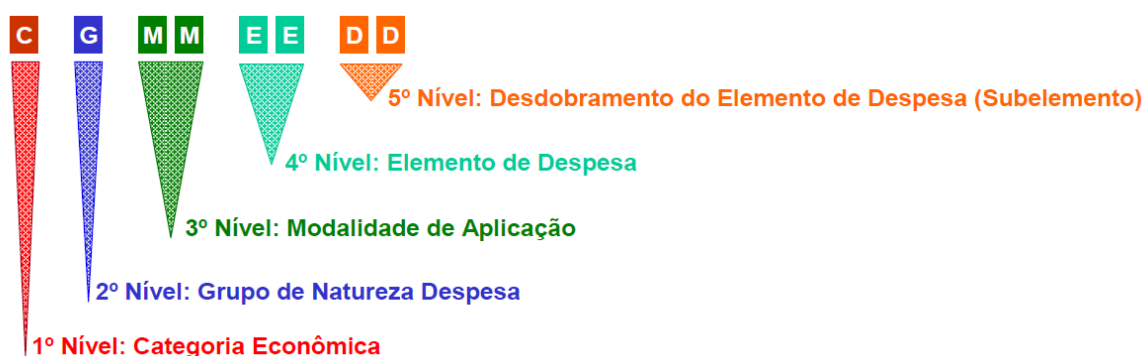 C G M M E E D D
5º Nível: Desdobramento do Elemento de Despesa (Subelemento)
4º Nível: Elemento de Despesa
3º Nível: Modalidade de Aplicação
2º Nível: Grupo de Natureza Despesa
1º Nível: Categoria Econômica